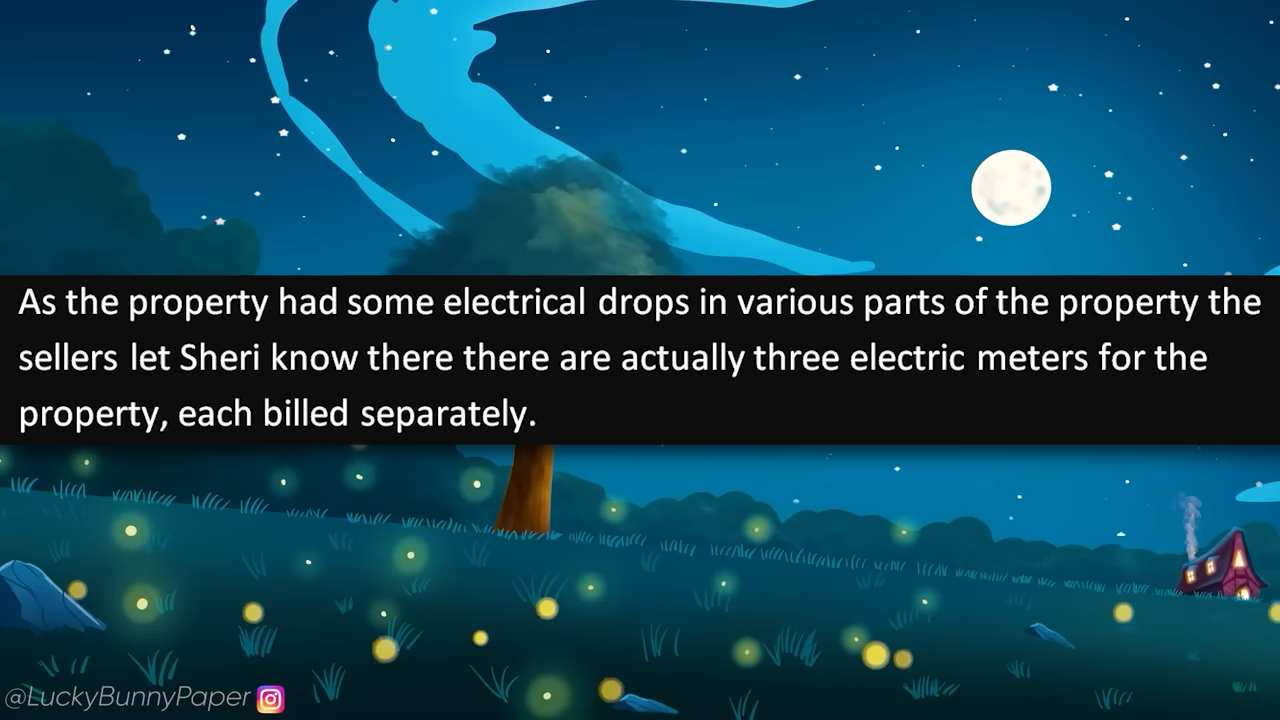 As the property had some electrical drops in various parts of the property the
sellers let Sheri know there there are actually three electric meters for the
property, each billed separately.
@LuckyBunnyPaper